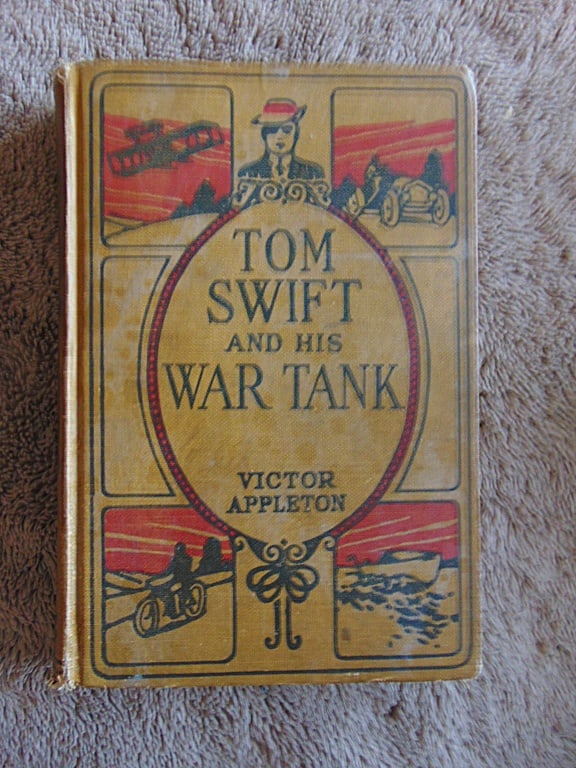 TOM
SWIFT
AND HIS
WAR TANK
VICTOR
APPLETON